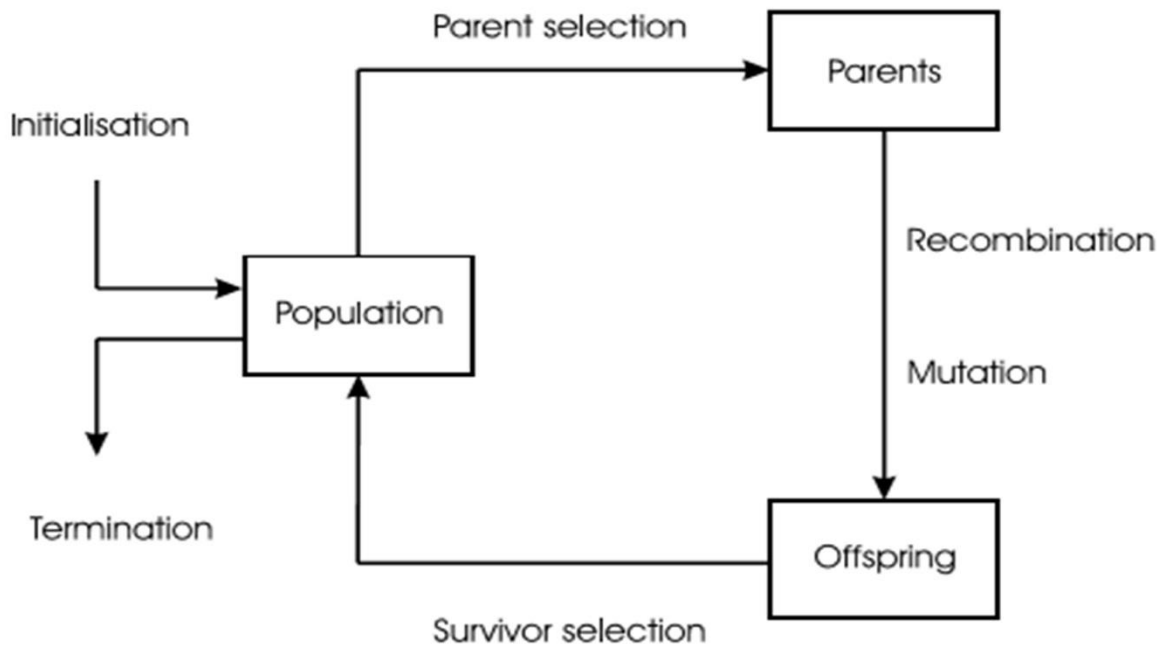 Parent selection
Parents
Initialisation
Recombination
Population
Mutation
Termination
Offspring
Survivor selection